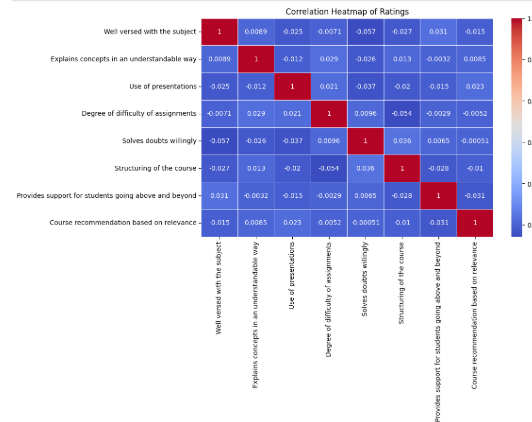 Correlation Heatmap of Ratings
Well versed with the subject 1 0.0089 -0.025 -0.0071 -0.057 -0.027 0.031 -0.015
Explains concepts in an understandable way 0.0089 1 -0.012 0.029 -0.026 0.013 -0.0032 0.0085
Use of presentations -0.025 -0.012 1 0.021 -0.037 -0.02 -0.015 0.023
Degree of difficulty of assignments -0.0071 0.029 0.021 1 0.0096 -0.054 -0.0029 -0.0052
Solves doubts willingly -0.057 -0.026 -0.037 0.0096 1 0.036 0.0065 -0.00051
Structuring of the course -0.027 0.013 -0.02 -0.054 0.036 1 -0.028 -0.01
Provides support for students going above and beyond 0.031 -0.0032 -0.015 -0.0029 0.0065 -0.028 1 -0.031
Course recommendation based on relevance -0.015 0.0085 0.023 -0.0052 -0.00051 -0.01 -0.031 1
Well versed with the subject
Explains concepts in an understandable way
Use of presentations
Degree of difficulty of assignments
Solves doubts willingly
Structuring of the course
Provides support for students going above and beyond
Course recommendation based on relevance